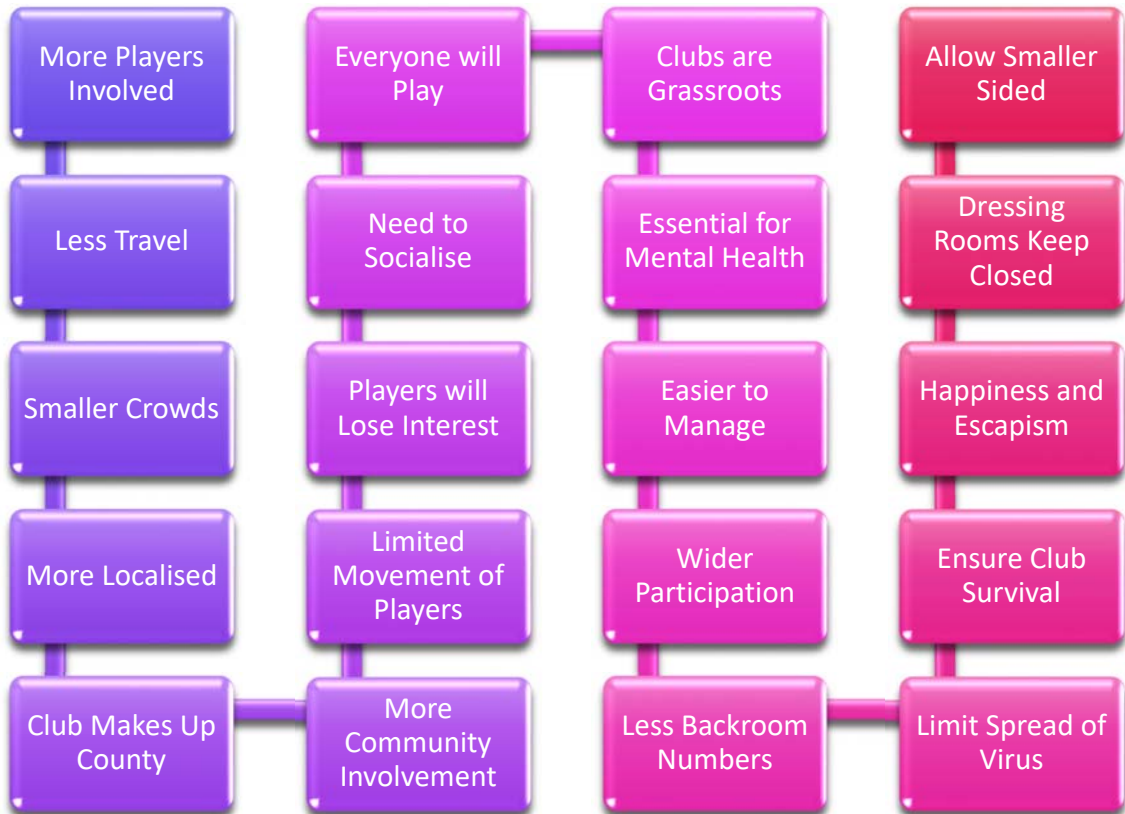 More Players
Involved
Less Travel
Smaller Crowds
More Localised
Club Makes Up
County
More
Community
Involvement
Limited
Movement of
Players
Players will
Lose Interest
Need to
Socialise
Everyone will
Play
Clubs are
Grassroots
Essential for
Mental Health
Easier to
Manage
Wider
Participation
Less Backroom
Numbers
Limit Spread of
Virus
Ensure Club
Survival
Happiness and
Escapism
Dressing
Rooms Keep
Closed
Allow Smaller
Sided